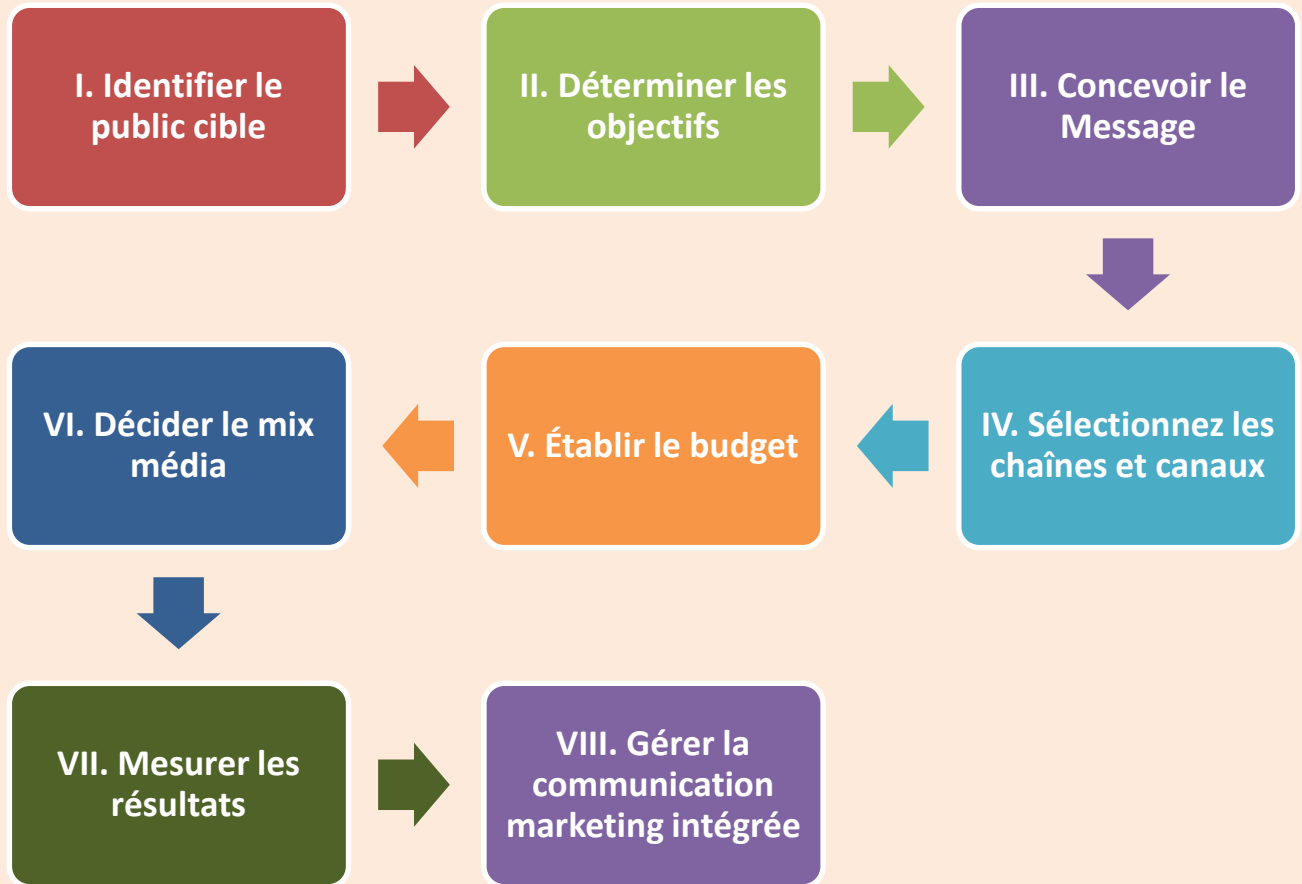 I. Identifier le
public cible
II. Déterminer les
objectifs
III. Concevoir le
Message
IV. Sélectionnez les
chaînes et canaux
V. Établir le budget
VI. Décider le mix
média
VII. Mesurer les
résultats
VIII. Gérer la
communication
marketing intégrée